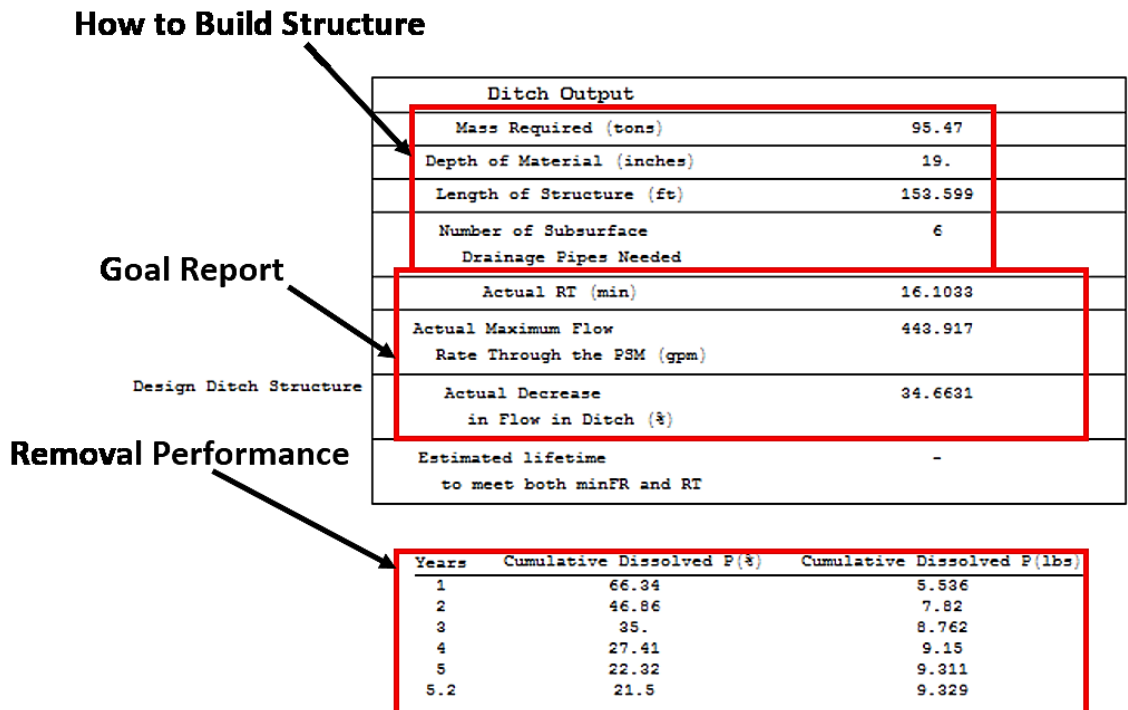 How to Build Structure
Ditch Output
Mass Required (tons) 95.47
Depth of Material (inches) 19.
Length of Structure (ft) 153.599
Number of Subsurface 6
Drainage Pipes Needed
Goal Report
Actual RT (min) 16.1033
Actual Maximum Flow 443.917
Rate Through the PSM (gpm)
Design Ditch Structure
Actual Decrease 34.6631
in Flow in Ditch (%)
Removal Performance
Estimated lifetime -
to meet both minFR and RT
Years Cumulative Dissolved P(%) Cumulative Dissolved P(lbs)
1 66.34 5.536
2 46.86 7.82
3 35. 8.762
4 27.41 9.15
5 22.32 9.311
5.2 21.5 9.329